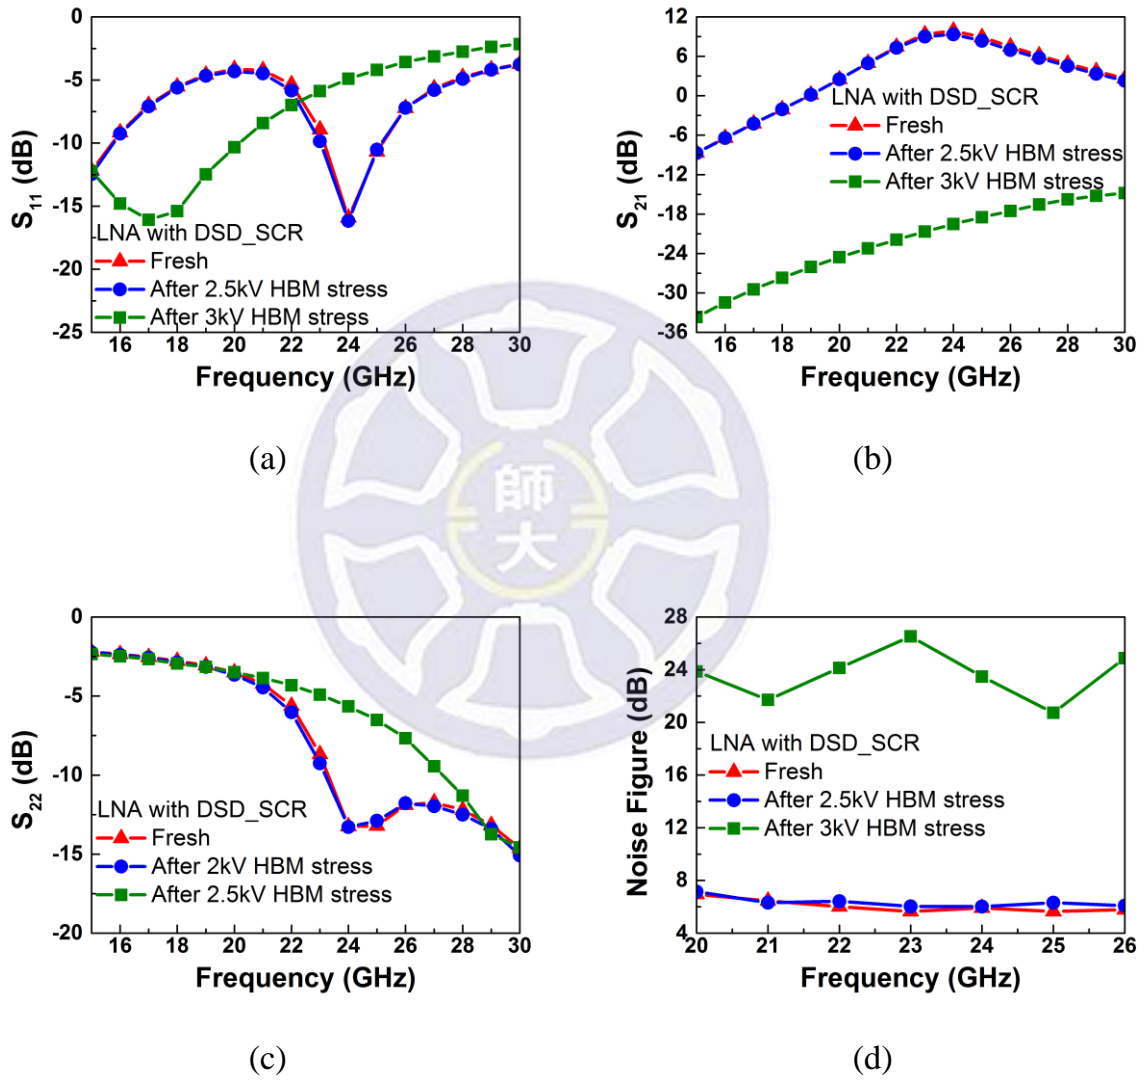 0
-5
-10
-15
-20
-25
S11 (dB)
LNA with DSD_SCR
Fresh
After 2.5kV HBM stress
After 3kV HBM stress
16 18 20 22 24 26 28 30
Frequency (GHz)
(a)
12
6
0
-6
-12
-18
-24
-30
-36
S21 (dB)
LNA with DSD_SCR
Fresh
After 2.5kV HBM stress
After 3kV HBM stress
16 18 20 22 24 26 28 30
Frequency (GHz)
(b)
師
大
0
-5
-10
-15
-20
S22 (dB)
LNA with DSD_SCR
Fresh
After 2kV HBM stress
After 2.5kV HBM stress
16 18 20 22 24 26 28 30
Frequency (GHz)
(c)
28
24
20
16
12
8
4
Noise Figure (dB)
LNA with DSD_SCR
Fresh
After 2.5kV HBM stress
After 3kV HBM stress
20 21 22 23 24 25 26
Frequency (GHz)
(d)